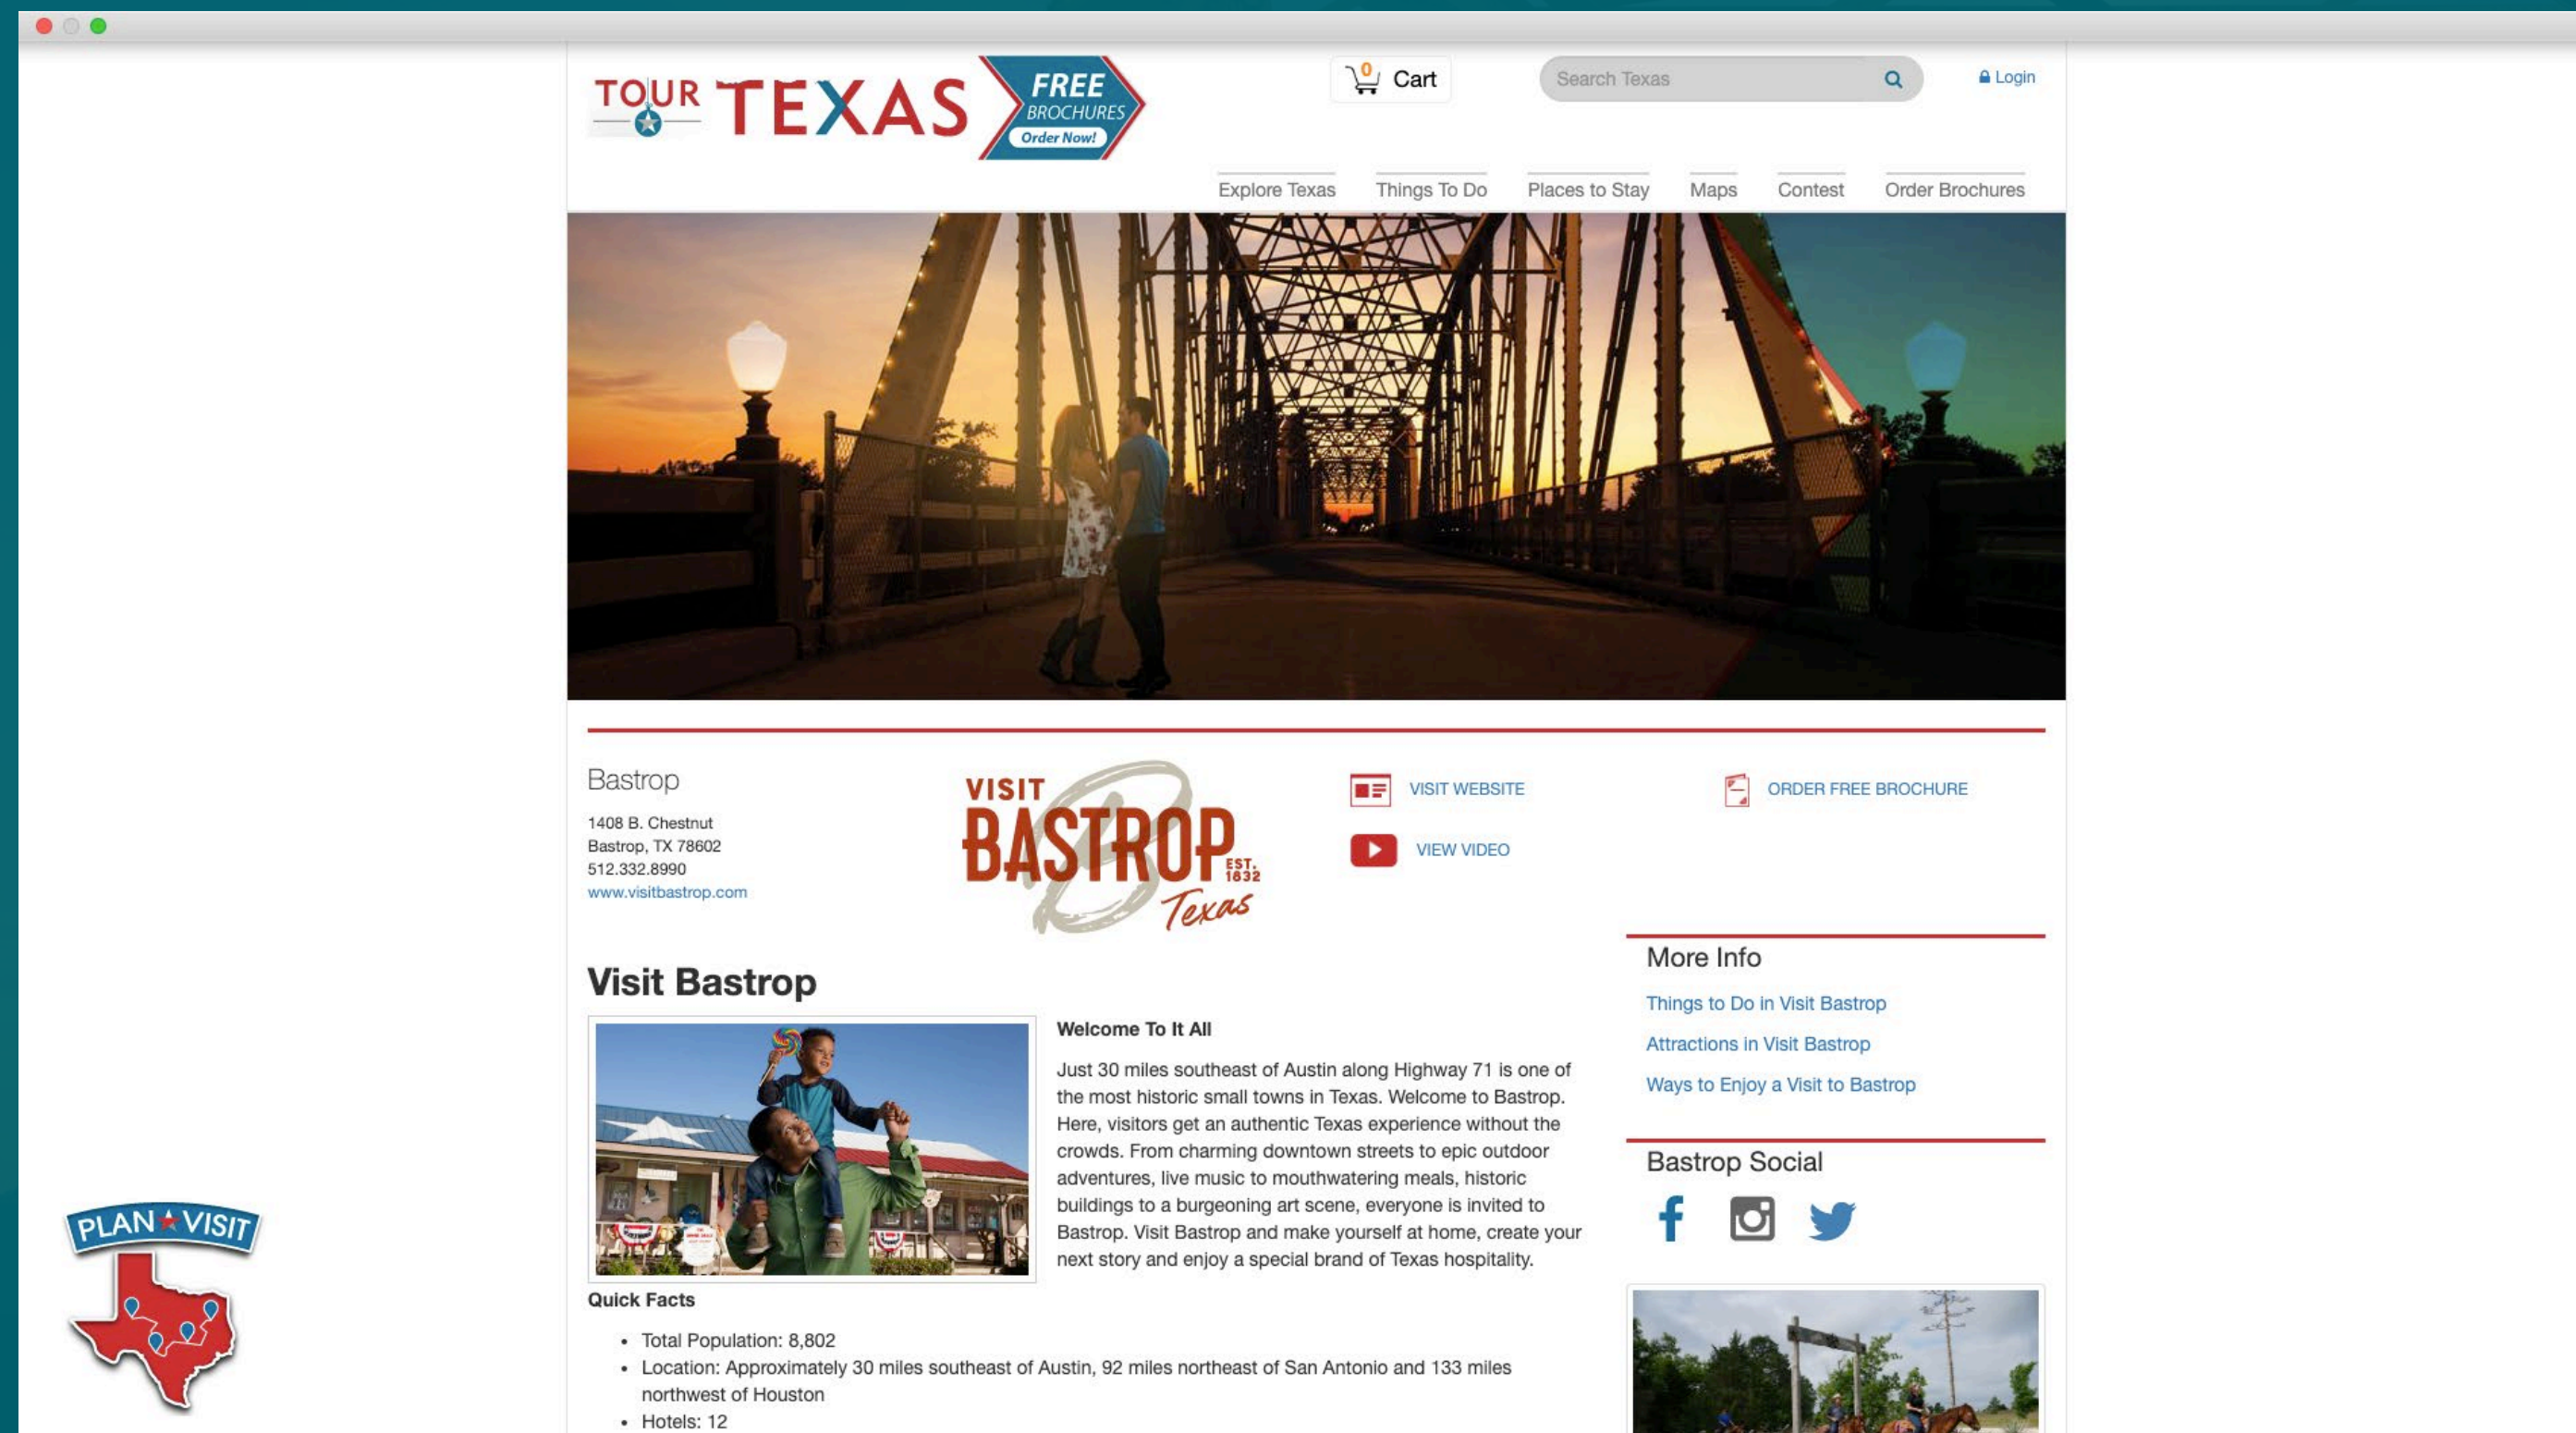 TOUR TEXAS
FREE
BROCHURES
Order Now!
0
Cart
Search Texas
Login
Explore Texas
Things To Do
Places to Stay
Maps
Contest
Order Brochures
Bastrop
1408 B. Chestnut
Bastrop, TX 78602
512.332.8990
www.visitbastrop.com
VISIT
BASTROP
EST.
1832
Texas
VISIT WEBSITE
VIEW VIDEO
ORDER FREE BROCHURE
Visit Bastrop
Welcome To It All
Just 30 miles southeast of Austin along Highway 71 is one of
the most historic small towns in Texas. Welcome to Bastrop.
Here, visitors get an authentic Texas experience without the
crowds. From charming downtown streets to epic outdoor
adventures, live music to mouthwatering meals, historic
buildings to a burgeoning art scene, everyone is invited to
Bastrop. Visit Bastrop and make yourself at home, create your
next story and enjoy a special brand of Texas hospitality.
Quick Facts
• Total Population: 8,802
• Location: Approximately 30 miles southeast of Austin, 92 miles northeast of San Antonio and 133 miles
northwest of Houston
• Hotels: 12
More Info
Things to Do in Visit Bastrop
Attractions in Visit Bastrop
Ways to Enjoy a Visit to Bastrop
Bastrop Social
PLAN VISIT